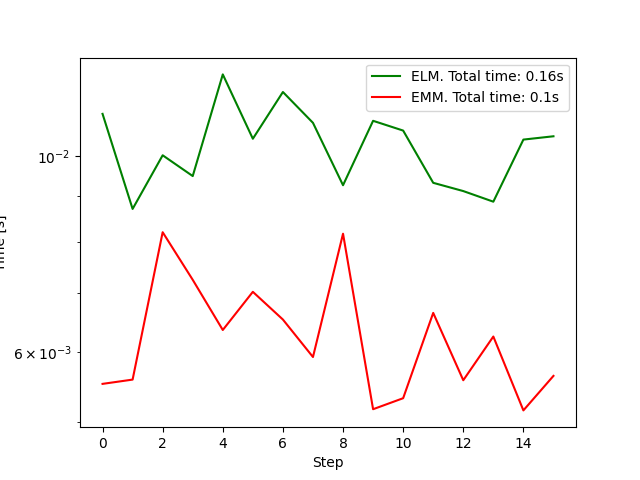 ELM. Total time: 0.16s
EMM. Total time: 0.1s
10⁻²
6 × 10⁻³
Time [s]
0 2 4 6 8 10 12 14
Step